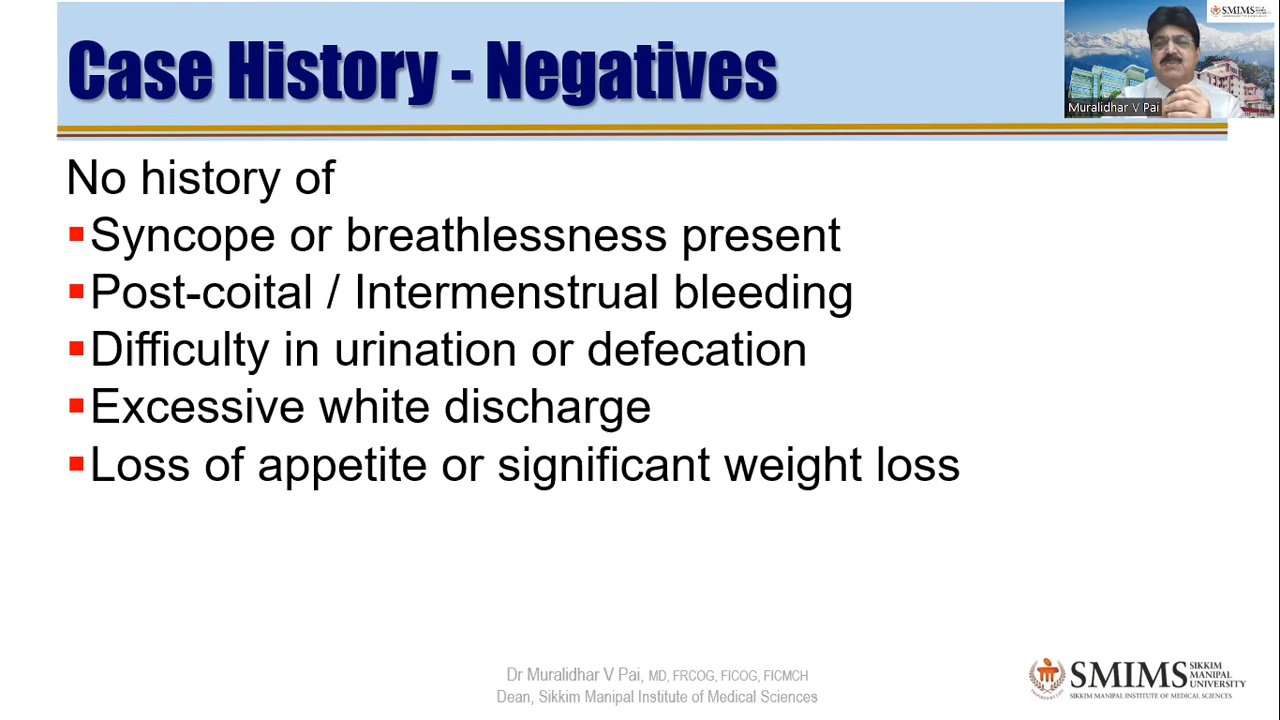 Case History - Negatives
SMIMS
Muralidhar V Pai
No history of
Syncope or breathlessness present
Post-coital / Intermenstrual bleeding
Difficulty in urination or defecation
Excessive white discharge
Loss of appetite or significant weight loss
Dr Muralidhar V Pai, MD, FRCOG, FICOG, FICMCH
Dean, Sikkim Manipal Institute of Medical Sciences
SMIMS
SIKKIM
MANIPAL
UNIVERSITY
SIKKIM MANIPAL INSTITUTE OF MEDICAL SCIENCES